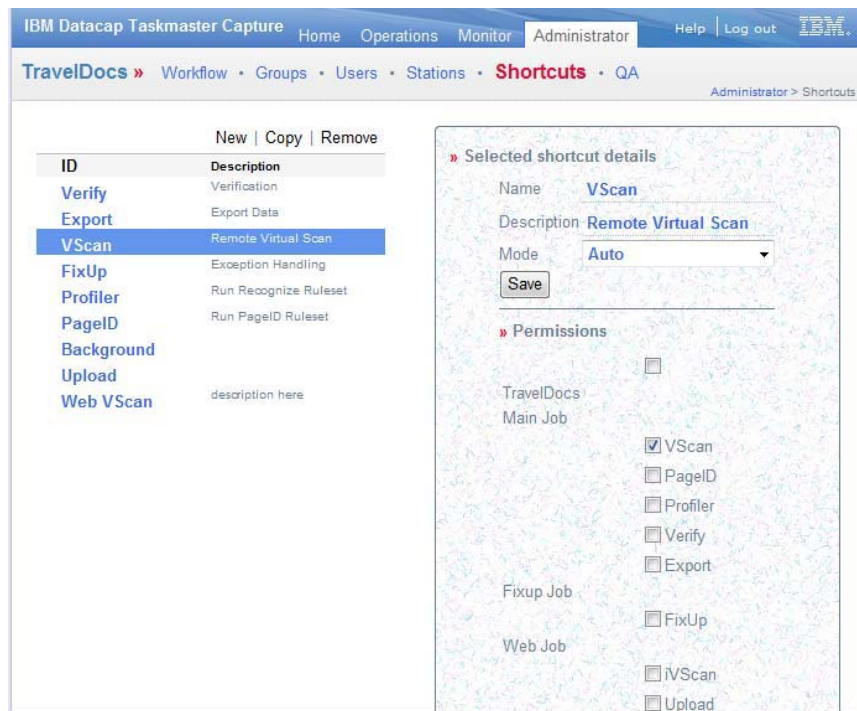 IBM Datacap Taskmaster Capture Home Operations Monitor Administrator Help | Log out IBM.
TravelDocs » Workflow • Groups • Users • Stations • Shortcuts • QA
Administrator > Shortcuts
New | Copy | Remove
ID Description
Verify Verification
Export Export Data
VScan Remote Virtual Scan
FixUp Exception Handling
Profiler Run Recognize Ruleset
PageID Run PageID Ruleset
Background
Upload
Web VScan description here
» Selected shortcut details
Name VScan
Description Remote Virtual Scan
Mode Auto
Save
» Permissions
TravelDocs
Main Job
VScan
PageID
Profiler
Verify
Export
Fixup Job
FixUp
Web Job
iVScan
Upload